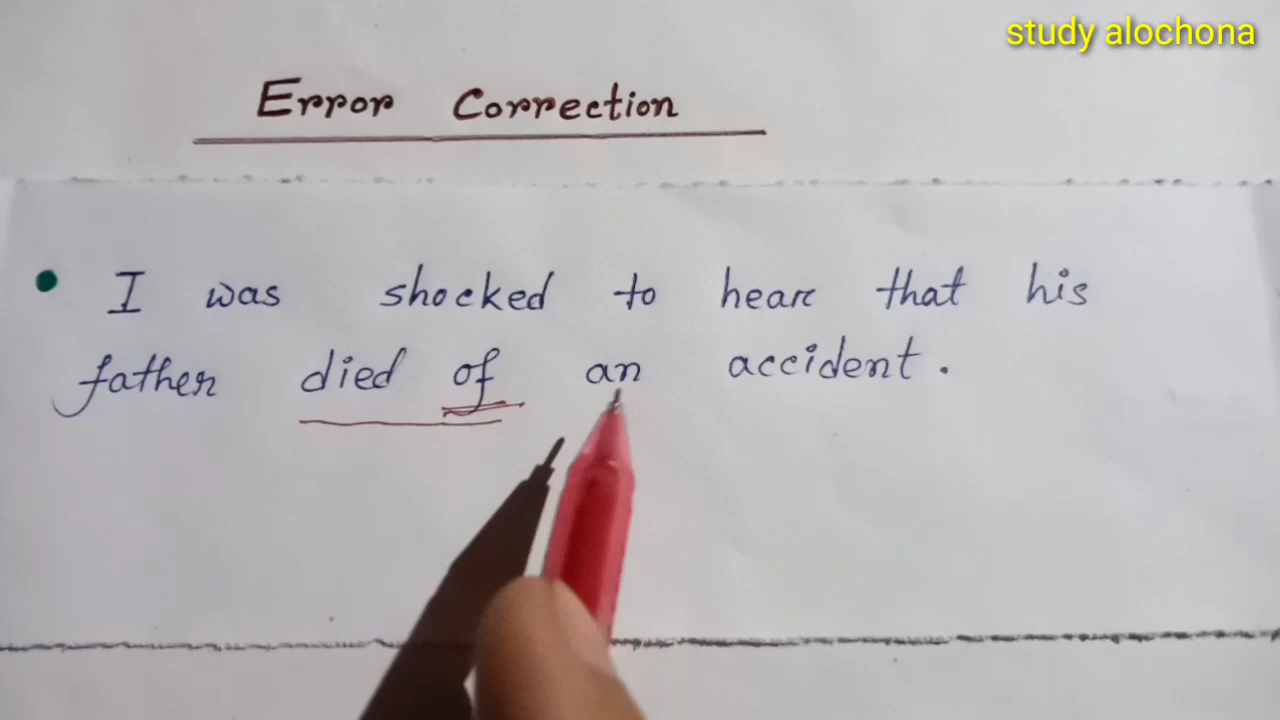 study alochona
Error Correction
I was shocked to hear that his
father died of an accident.